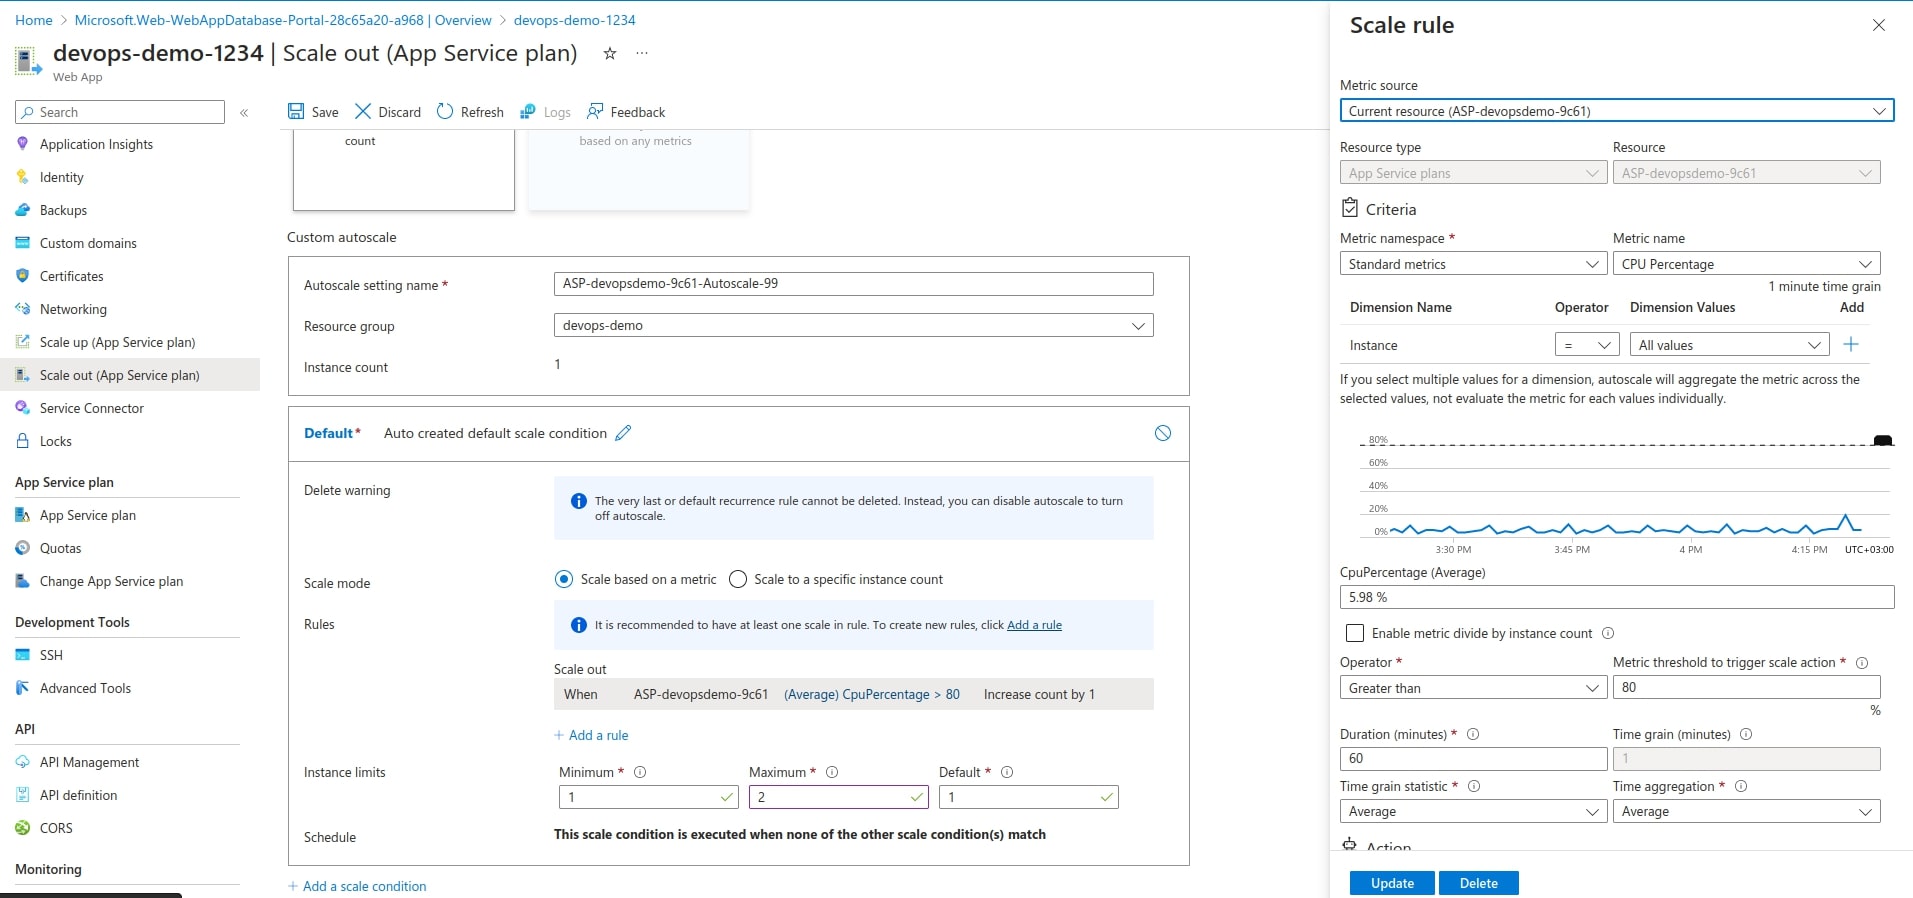 Home > Microsoft.Web-WebAppDatabase-Portal-28c65a20-a968 | Overview > devops-demo-1234
devops-demo-1234 | Scale out (App Service plan)
Web App
Search
Application Insights
Identity
Backups
Custom domains
Certificates
Networking
Scale up (App Service plan)
Scale out (App Service plan)
Service Connector
Locks
App Service plan
App Service plan
Quotas
Change App Service plan
Development Tools
SSH
Advanced Tools
API
API Management
API definition
CORS
Monitoring
Save Discard Refresh Logs Feedback
count
based on any metrics
Custom autoscale
Autoscale setting name *
ASP-devopsdemo-9c61-Autoscale-99
Resource group
devops-demo
Instance count
1
Default* Auto created default scale condition
Delete warning
The very last or default recurrence rule cannot be deleted. Instead, you can disable autoscale to turn
off autoscale.
Scale mode
Scale based on a metric Scale to a specific instance count
Rules
It is recommended to have at least one scale in rule. To create new rules, click Add a rule
Scale out
When ASP-devopsdemo-9c61 (Average) CpuPercentage > 80 Increase count by 1
+ Add a rule
Instance limits
Minimum * Maximum * Default *
1 2 1
Schedule
This scale condition is executed when none of the other scale condition(s) match
+ Add a scale condition
Scale rule
Metric source
Current resource (ASP-devopsdemo-9c61)
Resource type Resource
App Service plans ASP-devopsdemo-9c61
Criteria
Metric namespace * Metric name
Standard metrics CPU Percentage
1 minute time grain
Dimension Name Operator Dimension Values Add
Instance = All values +
If you select multiple values for a dimension, autoscale will aggregate the metric across the
selected values, not evaluate the metric for each values individually.
80%
60%
40%
20%
0%
3:30 PM 3:45 PM 4 PM 4:15 PM UTC+03:00
CpuPercentage (Average)
5.98 %
Enable metric divide by instance count
Operator * Metric threshold to trigger scale action *
Greater than 80
%
Duration (minutes) * Time grain (minutes)
60 1
Time grain statistic * Time aggregation *
Average Average
Action
Update Delete